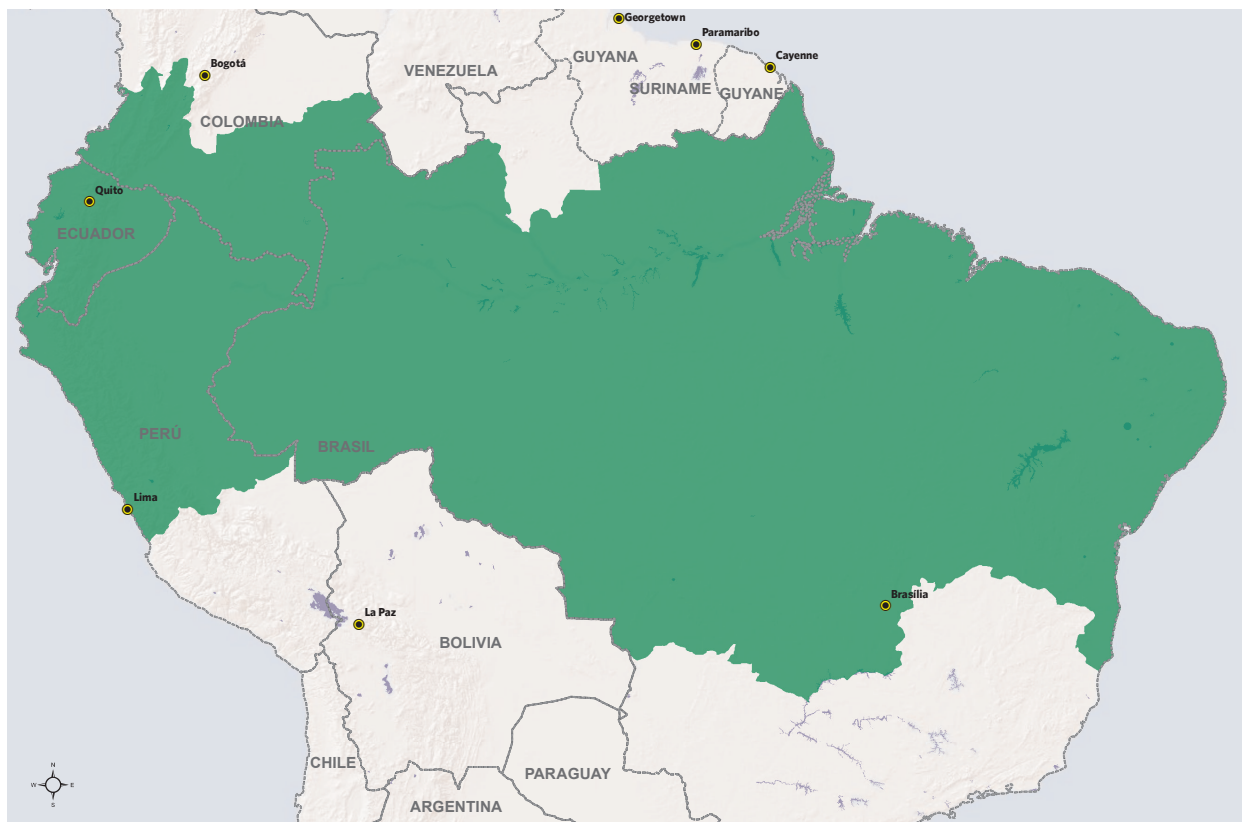 Georgetown
Paramaribo
Cayenne
Bogotá
VENEZUELA
GUYANA
SURINAME
GUYANE
COLOMBIA
Quito
ECUADOR
PERÚ
BRASIL
Lima
La Paz
Brasília
BOLIVIA
CHILE
PARAGUAY
ARGENTINA
N
W E
S